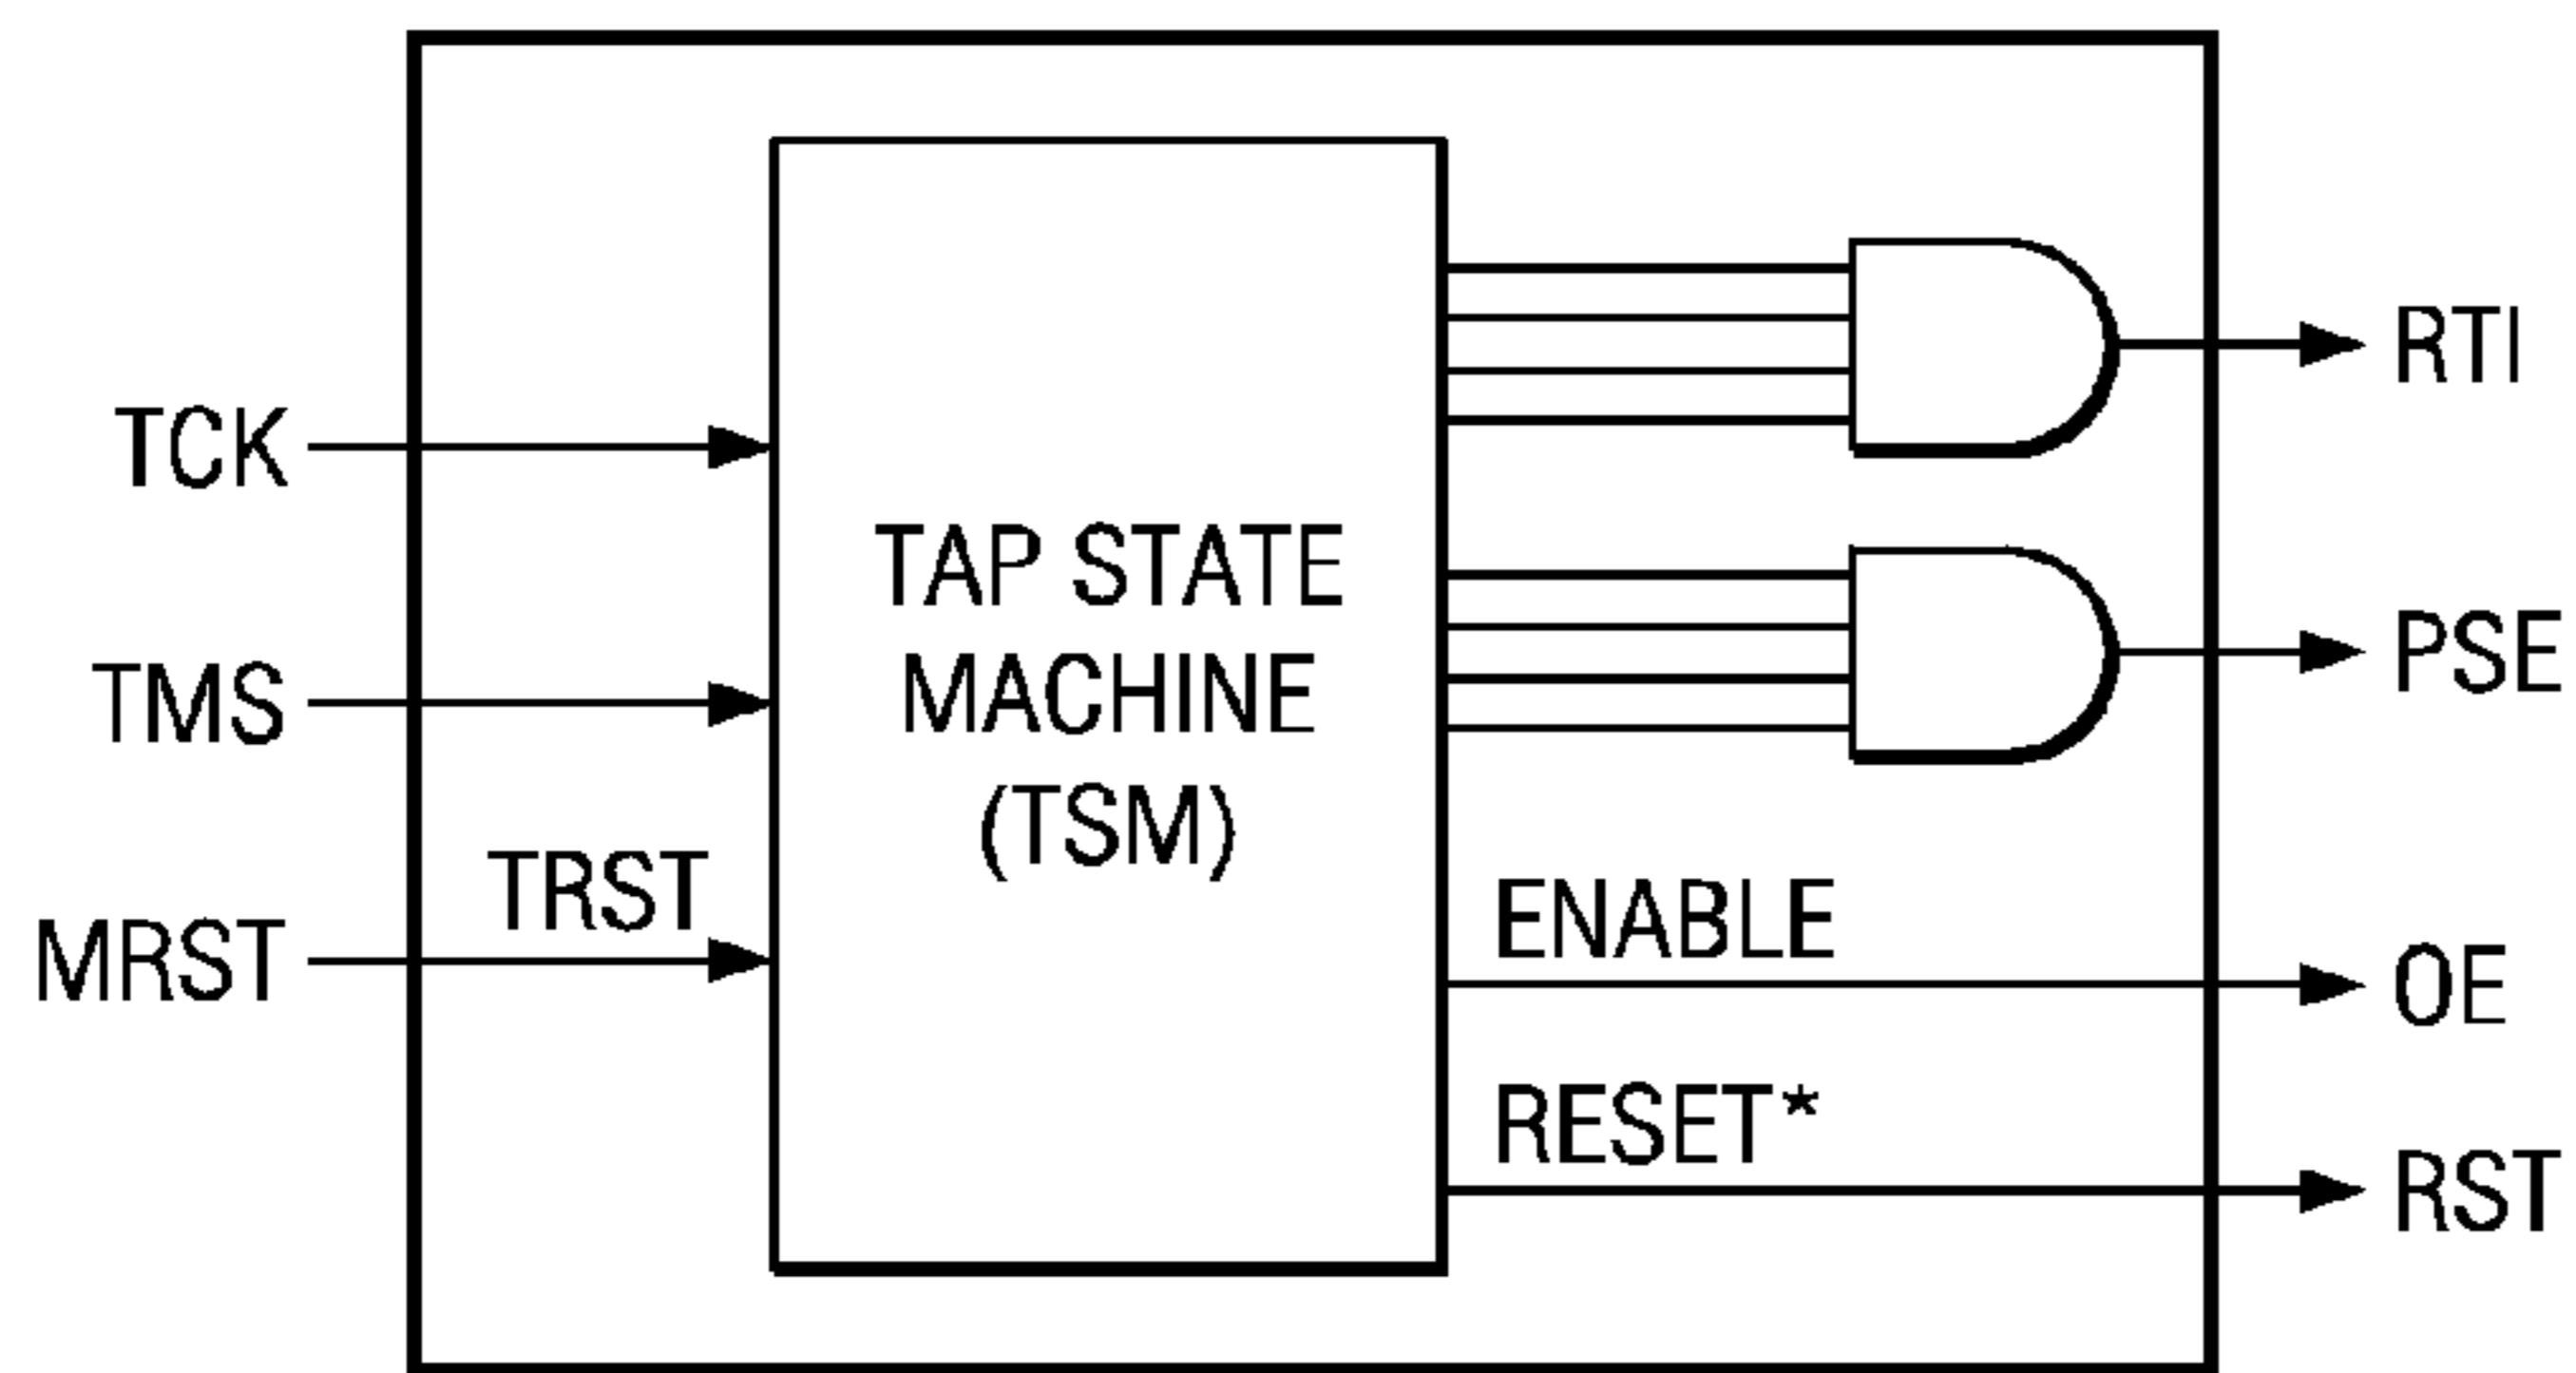 TCK
TMS
MRST
TRST
TAP STATE
MACHINE
(TSM)
ENABLE
RESET*
RTI
PSE
OE
RST